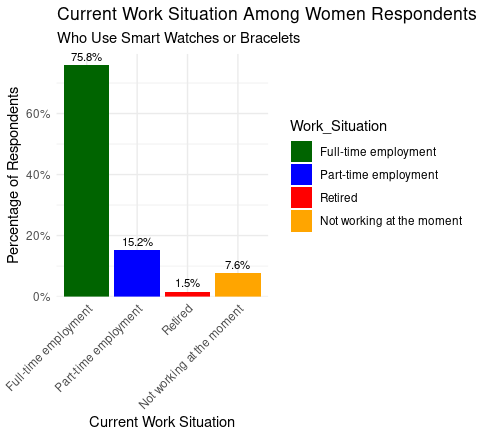 Current Work Situation Among Women Respondents
Who Use Smart Watches or Bracelets
Percentage of Respondents
60%
40%
20%
0%
75.8%
15.2%
1.5%
7.6%
Full-time employment
Part-time employment
Retired
Not working at the moment
Current Work Situation
Work_Situation
Full-time employment
Part-time employment
Retired
Not working at the moment